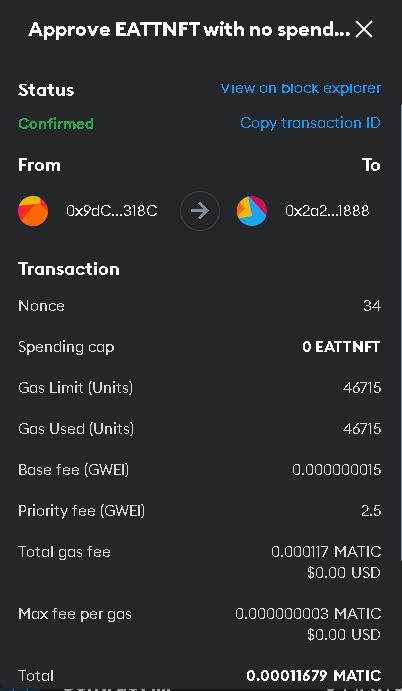 Approve EATTNFT with no spend...
Status
View on block explorer
Confirmed
Copy transaction ID
From
To
0x9dC...318C
0x2a2...1888
Transaction
Nonce 34
Spending cap 0 EATTNFT
Gas Limit (Units) 46715
Gas Used (Units) 46715
Base fee (GWEI) 0.000000015
Priority fee (GWEI) 2.5
Total gas fee 0.000117 MATIC
$0.00 USD
Max fee per gas 0.000000003 MATIC
$0.00 USD
Total 0.00011679 MATIC